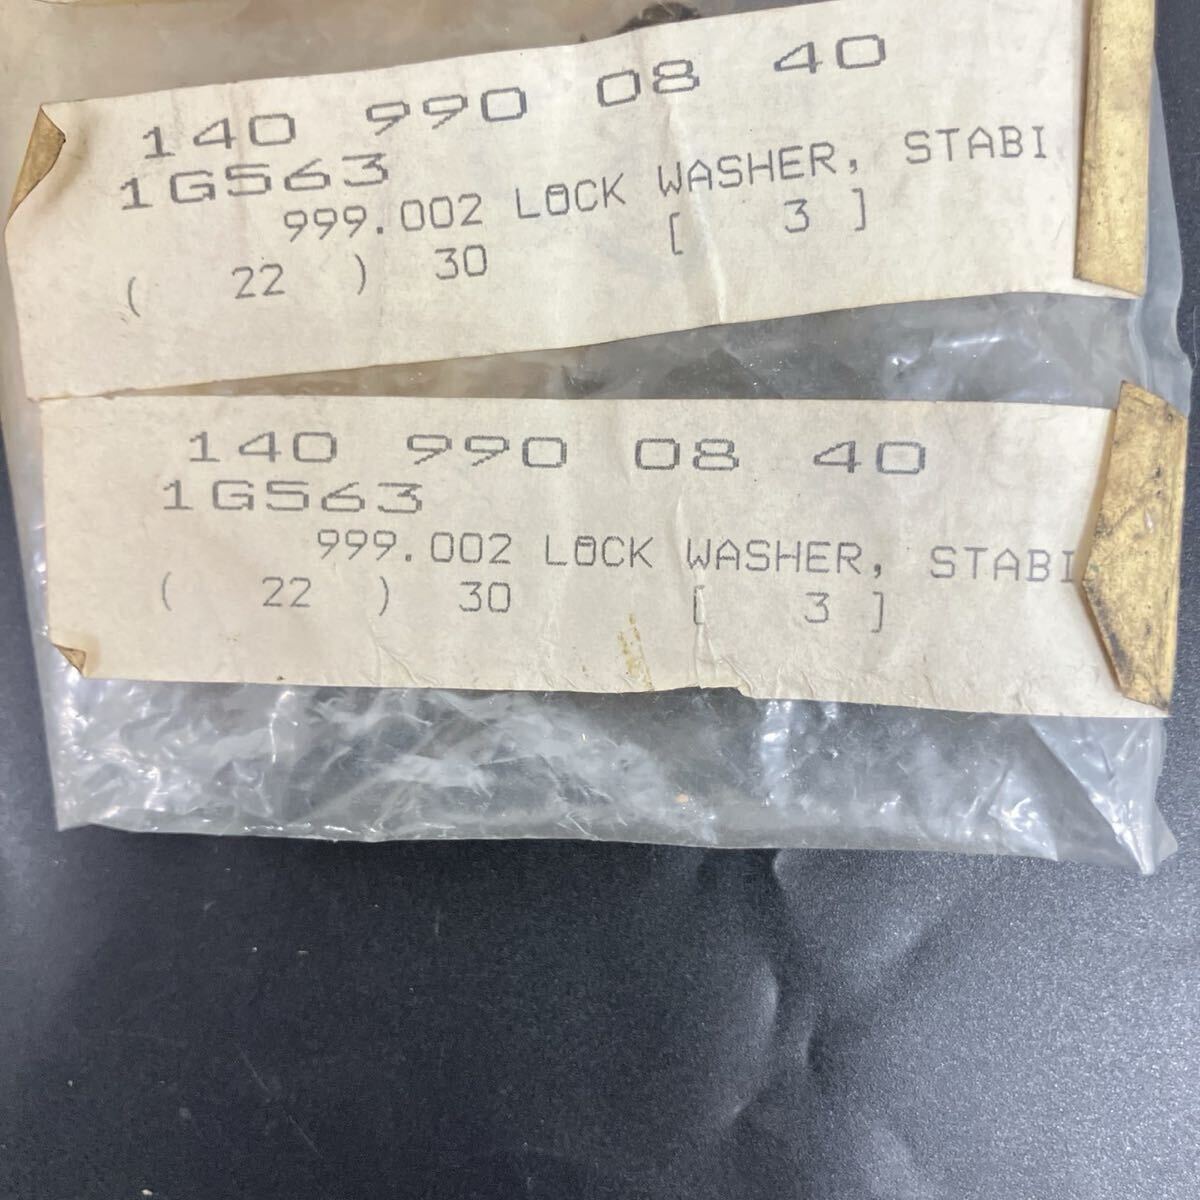 140 990 08 40
1G563
999.002 LOCK WASHER, STABI
( 22 ) 30 [ 3 ]
140 990 08 40
1G563
999.002 LOCK WASHER, STABI
( 22 ) 30 [ 3 ]